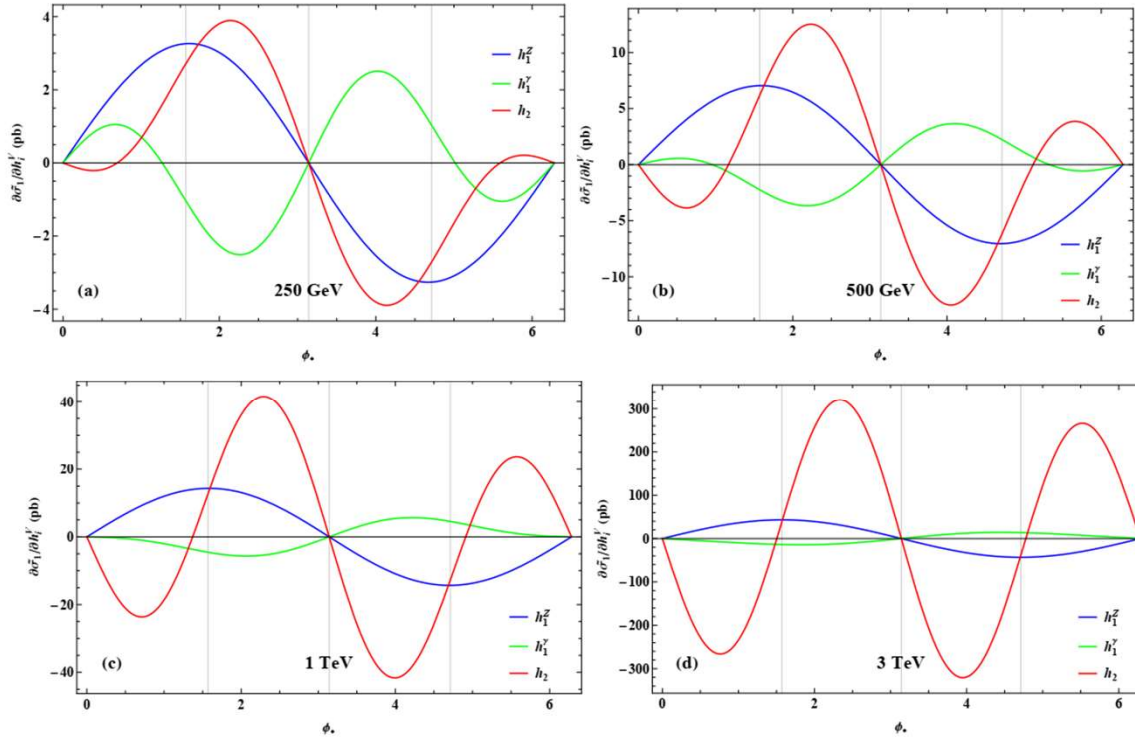 4
2
0
−2
−4
∂σ̃₁/∂hᵢⱽ (pb)
h₁ᶻ
h₁ᵞ
h₂
(a)
250 GeV
0 2 4 6
ϕ⁎
10
5
0
−5
−10
∂σ̃₁/∂hᵢⱽ (pb)
h₁ᶻ
h₁ᵞ
h₂
(b)
500 GeV
0 2 4 6
ϕ⁎
40
20
0
−20
−40
∂σ̃₁/∂hᵢⱽ (pb)
h₁ᶻ
h₁ᵞ
h₂
(c)
1 TeV
0 2 4 6
ϕ⁎
300
200
100
0
−100
−200
−300
∂σ̃₁/∂hᵢⱽ (pb)
h₁ᶻ
h₁ᵞ
h₂
(d)
3 TeV
0 2 4 6
ϕ⁎